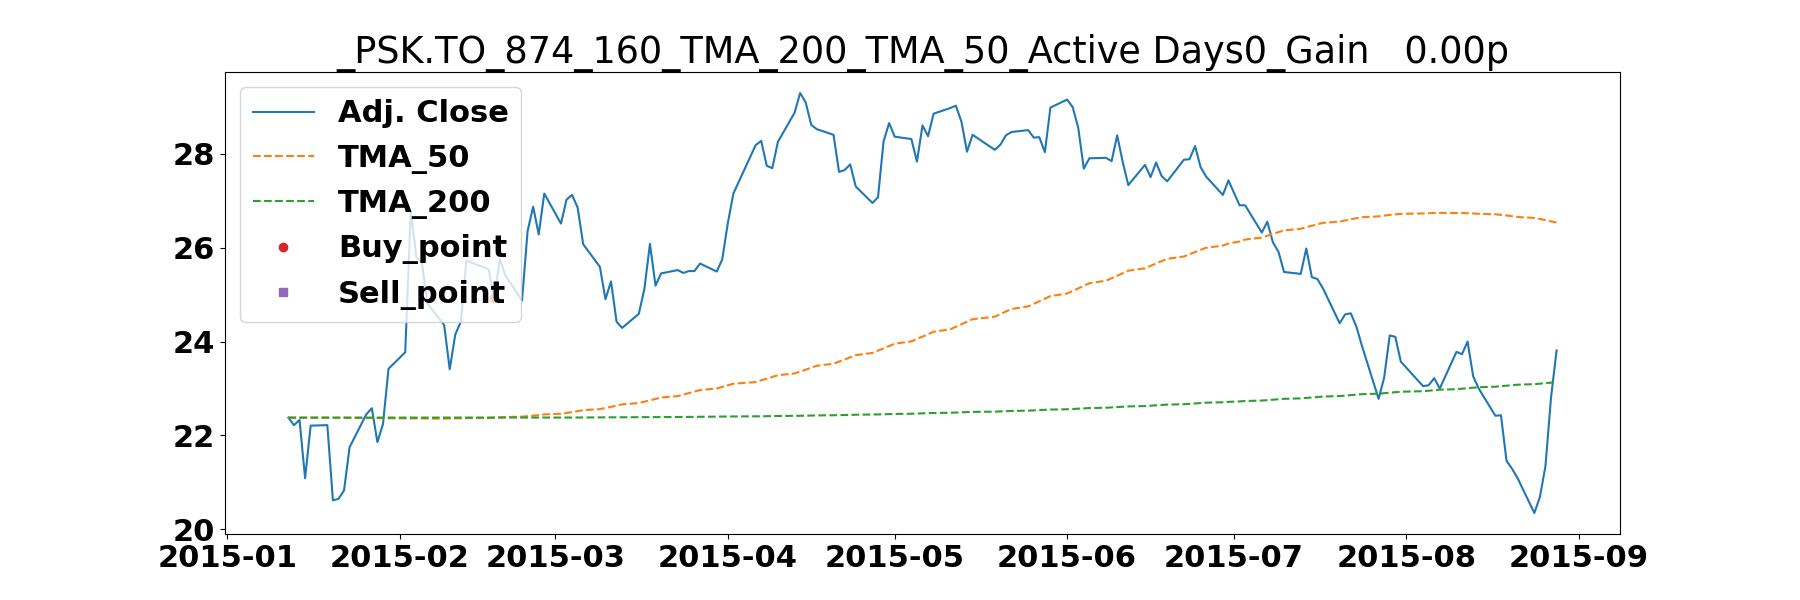 _PSK.TO_874_160_TMA_200_TMA_50_Active Days0_Gain   0.00p
Adj. Close
TMA_50
TMA_200
Buy_point
Sell_point
28
26
24
22
20
2015-01 2015-02 2015-03 2015-04 2015-05 2015-06 2015-07 2015-08 2015-09